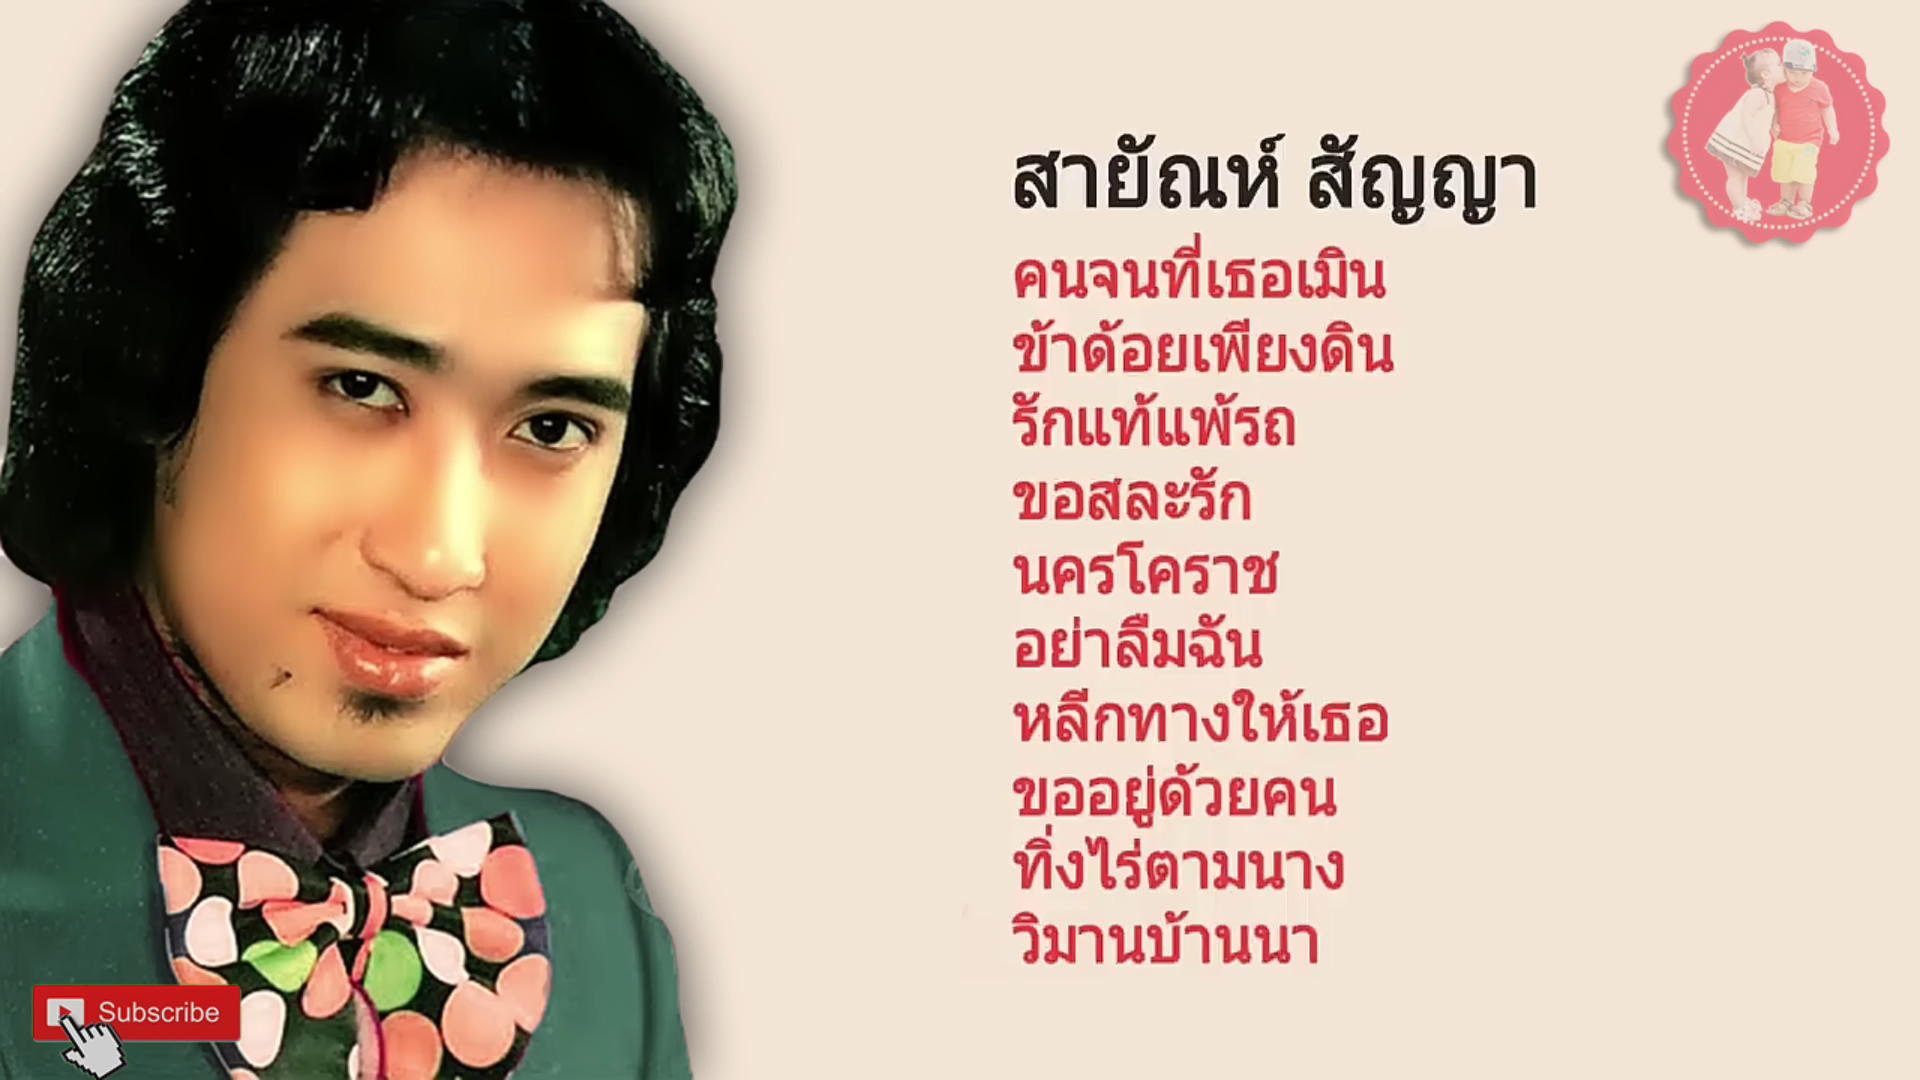 สายัณห์ สัญญา
คนจนที่เธอเมิน
ข้าด้อยเพียงดิน
รักแท้แพ้รถ
ขอสละรัก
นครโคราช
อย่าลืมฉัน
หลีกทางให้เธอ
ขออยู่ด้วยคน
ทิ่งไร่ตามนาง
วิมานบ้านนา
Subscribe